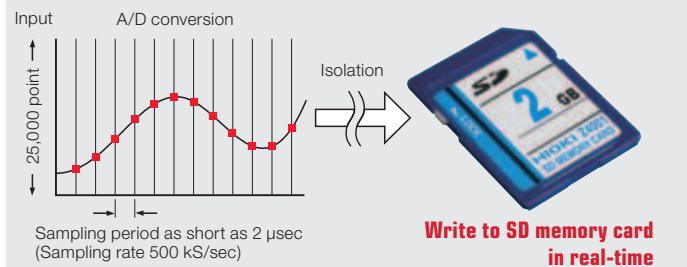 Input
A/D conversion
25,000 point
Isolation
Sampling period as short as 2 µsec
(Sampling rate 500 kS/sec)
SD
2
GB
HIOKI Z4001
SD MEMORY CARD
Write to SD memory card
in real-time